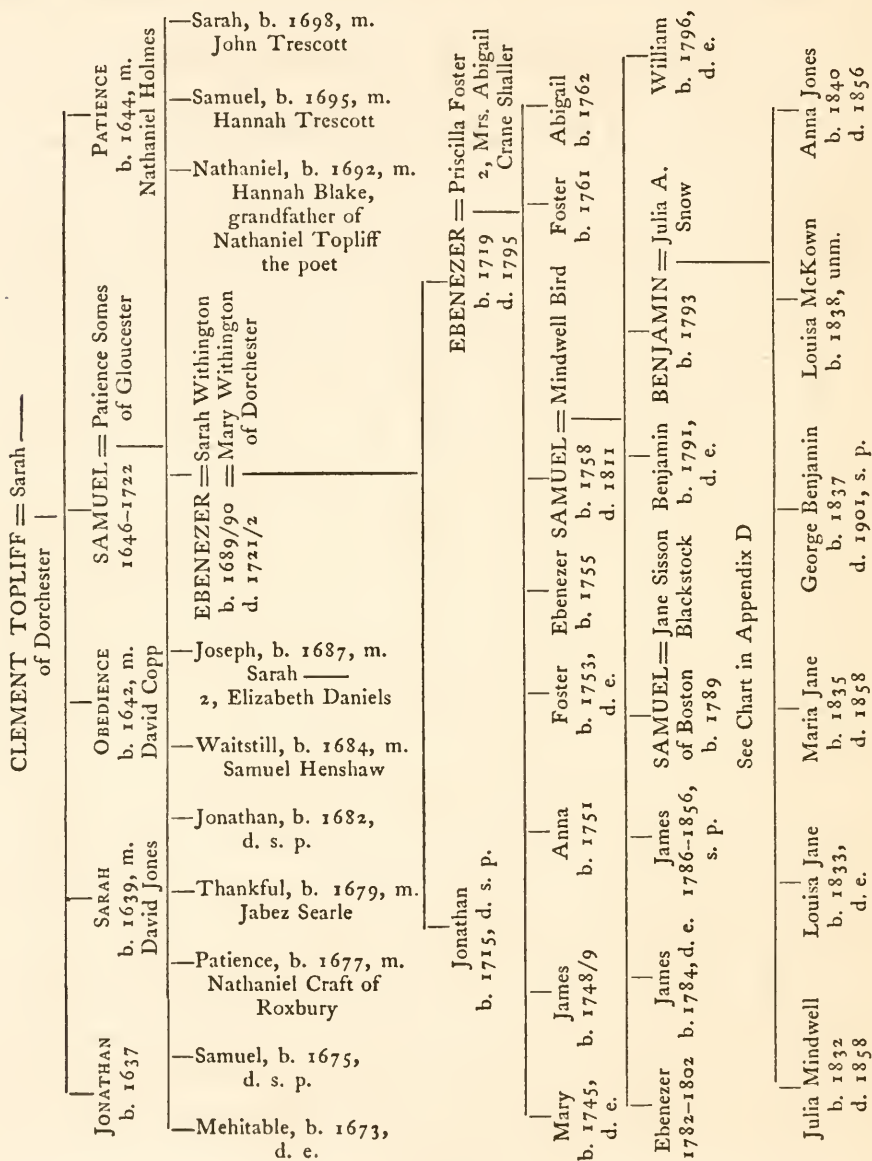 CLEMENT TOPLIFF = Sarah ——
of Dorchester
JONATHAN
b. 1637
SARAH
b. 1639, m.
David Jones
OBEDIENCE
b. 1642, m.
David Copp
SAMUEL = Patience Somes
1646–1722 of Gloucester
PATIENCE
b. 1644, m.
Nathaniel Holmes
Mehitable, b. 1673,
d. e.
Samuel, b. 1675,
d. s. p.
Patience, b. 1677, m.
Nathaniel Craft of
Roxbury
Thankful, b. 1679, m.
Jabez Searle
Jonathan, b. 1682,
d. s. p.
Waitstill, b. 1684, m.
Samuel Henshaw
Joseph, b. 1687, m.
Sarah ——
2, Elizabeth Daniels
EBENEZER = Sarah Withington
b. 1689/90 = Mary Withington
d. 1721/2 of Dorchester
Nathaniel, b. 1692, m.
Hannah Blake,
grandfather of
Nathaniel Topliff
the poet
Samuel, b. 1695, m.
Hannah Trescott
Sarah, b. 1698, m.
John Trescott
Jonathan
b. 1715, d. s. p.
EBENEZER = Priscilla Foster
b. 1719 2, Mrs. Abigail
d. 1795 Crane Shaller
Mary
b. 1745,
d. e.
James
b. 1748/9
Anna
b. 1751
Foster
b. 1753,
d. e.
Ebenezer
b. 1755
SAMUEL = Mindwell Bird
b. 1758
d. 1811
Foster
b. 1761
Abigail
b. 1762
Ebenezer
1782–1802
James
b. 1784, d. e.
James
1786–1856,
s. p.
SAMUEL = Jane Sisson
of Boston Blackstock
b. 1789
See Chart in Appendix D
Benjamin
b. 1791,
d. e.
BENJAMIN = Julia A.
b. 1793 Snow
William
b. 1796,
d. e.
Julia Mindwell
b. 1832
d. 1858
Louisa Jane
b. 1833,
d. e.
Maria Jane
b. 1835
d. 1858
George Benjamin
b. 1837
d. 1901, s. p.
Louisa McKown
b. 1838, unm.
Anna Jones
b. 1840
d. 1856